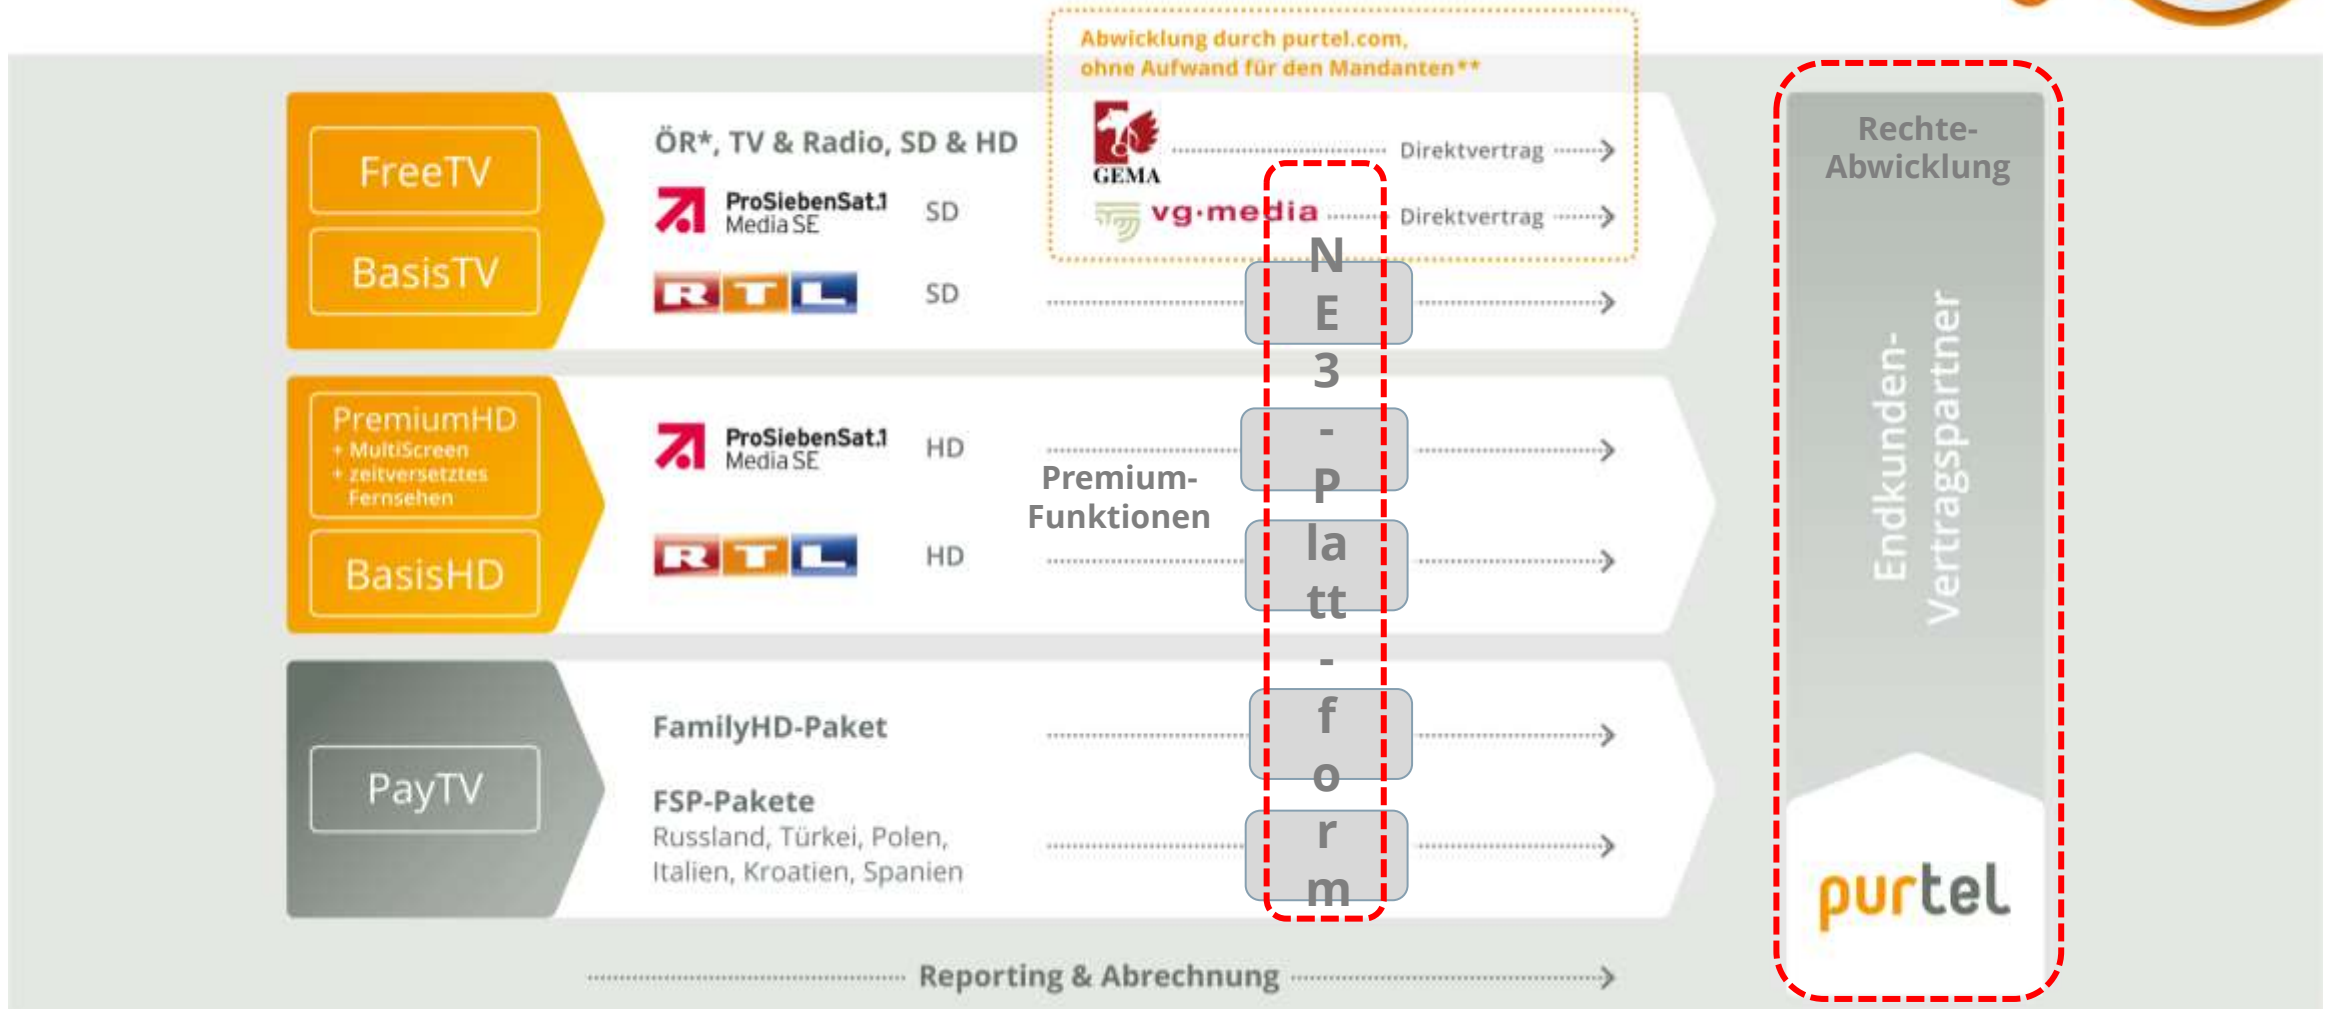 Abwicklung durch purtel.com,
ohne Aufwand für den Mandanten**
FreeTV
BasisTV
ÖR*, TV & Radio, SD & HD
ProSiebenSat.1
Media SE
SD
RTL
SD
GEMA
Direktvertrag
vg·media
Direktvertrag
PremiumHD
+ MultiScreen
+ zeitversetztes
Fernsehen
BasisHD
ProSiebenSat.1
Media SE
HD
RTL
HD
Premium-
Funktionen
N
E
3
-
P
la
tt
-
f
o
r
m
PayTV
FamilyHD-Paket
FSP-Pakete
Russland, Türkei, Polen,
Italien, Kroatien, Spanien
Reporting & Abrechnung
Rechte-
Abwicklung
Endkunden-
Vertragspartner
purtel